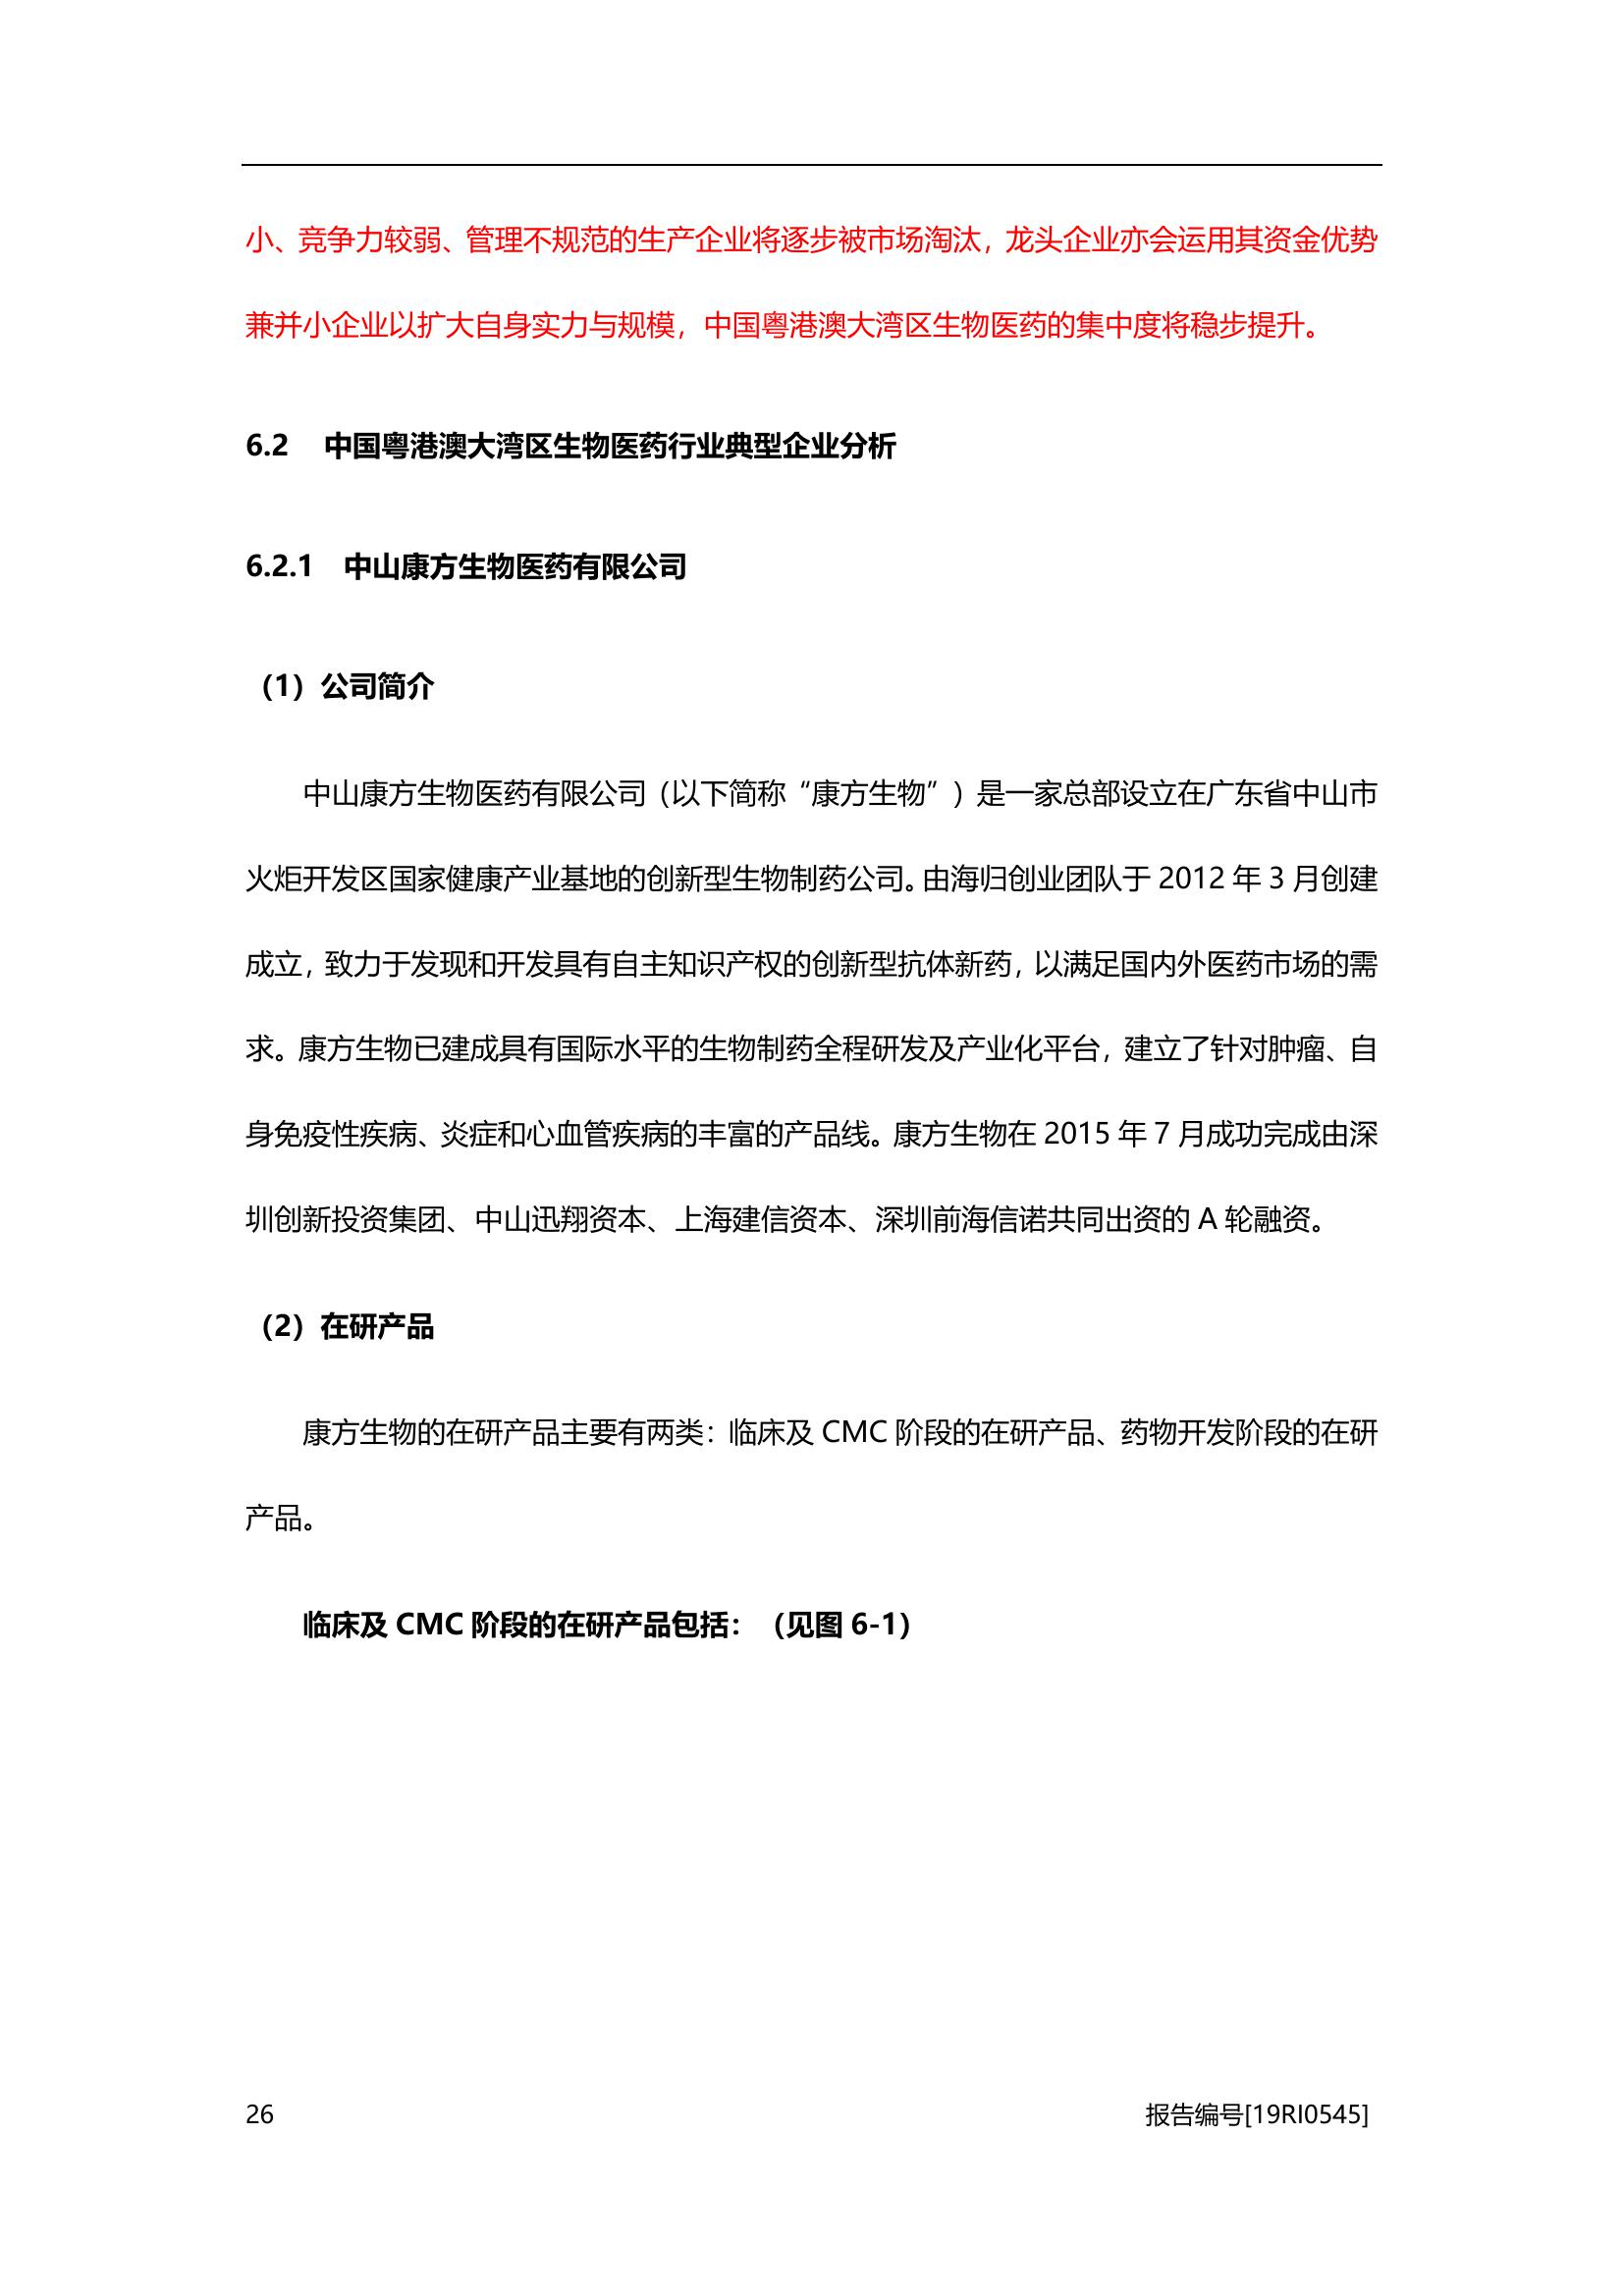 小、竞争力较弱、管理不规范的生产企业将逐步被市场淘汰，龙头企业亦会运用其资金优势
兼并小企业以扩大自身实力与规模，中国粤港澳大湾区生物医药的集中度将稳步提升。
6.2 中国粤港澳大湾区生物医药行业典型企业分析
6.2.1 中山康方生物医药有限公司
（1）公司简介
中山康方生物医药有限公司（以下简称“康方生物”）是一家总部设立在广东省中山市
火炬开发区国家健康产业基地的创新型生物制药公司。由海归创业团队于 2012 年 3 月创建
成立，致力于发现和开发具有自主知识产权的创新型抗体新药，以满足国内外医药市场的需
求。康方生物已建成具有国际水平的生物制药全程研发及产业化平台，建立了针对肿瘤、自
身免疫性疾病、炎症和心血管疾病的丰富的产品线。康方生物在 2015 年 7 月成功完成由深
圳创新投资集团、中山迅翔资本、上海建信资本、深圳前海信诺共同出资的 A 轮融资。
（2）在研产品
康方生物的在研产品主要有两类：临床及 CMC 阶段的在研产品、药物开发阶段的在研
产品。
临床及 CMC 阶段的在研产品包括：（见图 6-1）
26 报告编号[19RI0545]